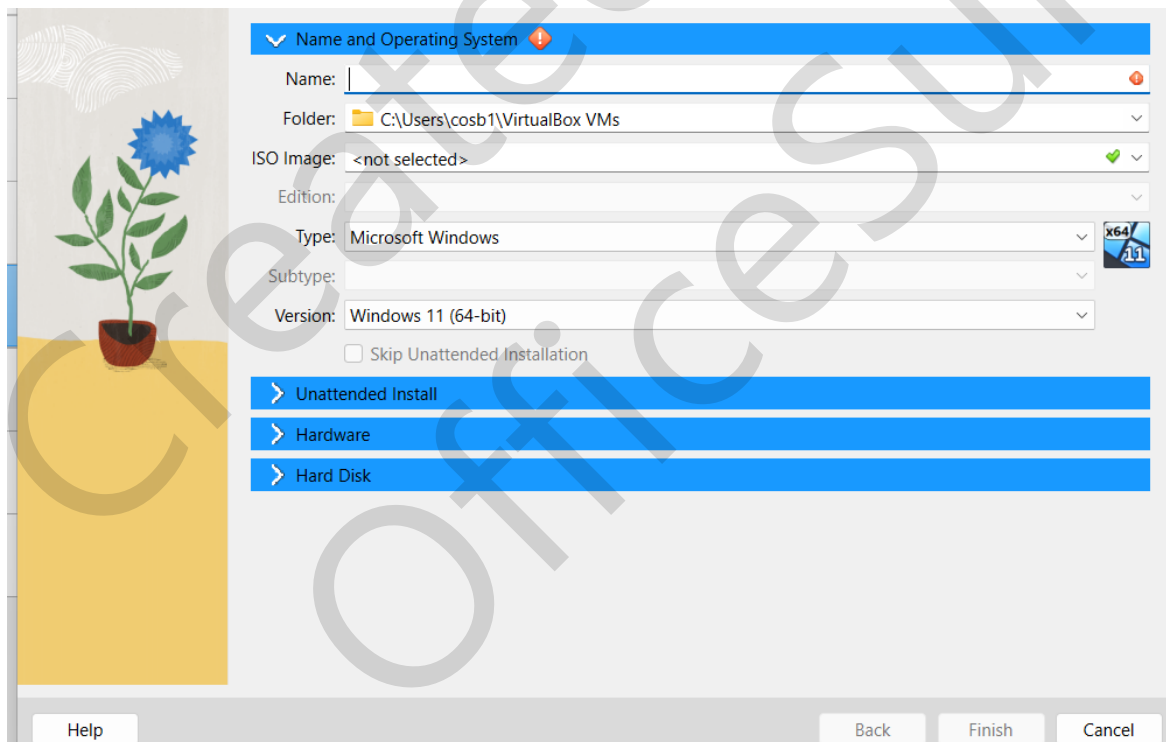 Name and Operating System
Name:
Folder: C:\Users\cosb1\VirtualBox VMs
ISO Image: <not selected>
Edition:
Type: Microsoft Windows
x64
11
Subtype:
Version: Windows 11 (64-bit)
Skip Unattended Installation
Unattended Install
Hardware
Hard Disk
Help Back Finish Cancel
Create
OfficeSu